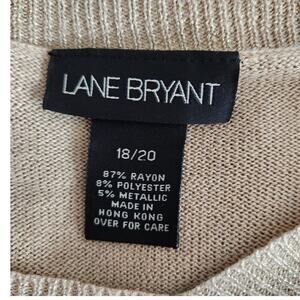 LANE BRYANT
18/20
87% RAYON
8% POLYESTER
5% METALLIC
MADE IN
HONG KONG
OVER FOR CARE